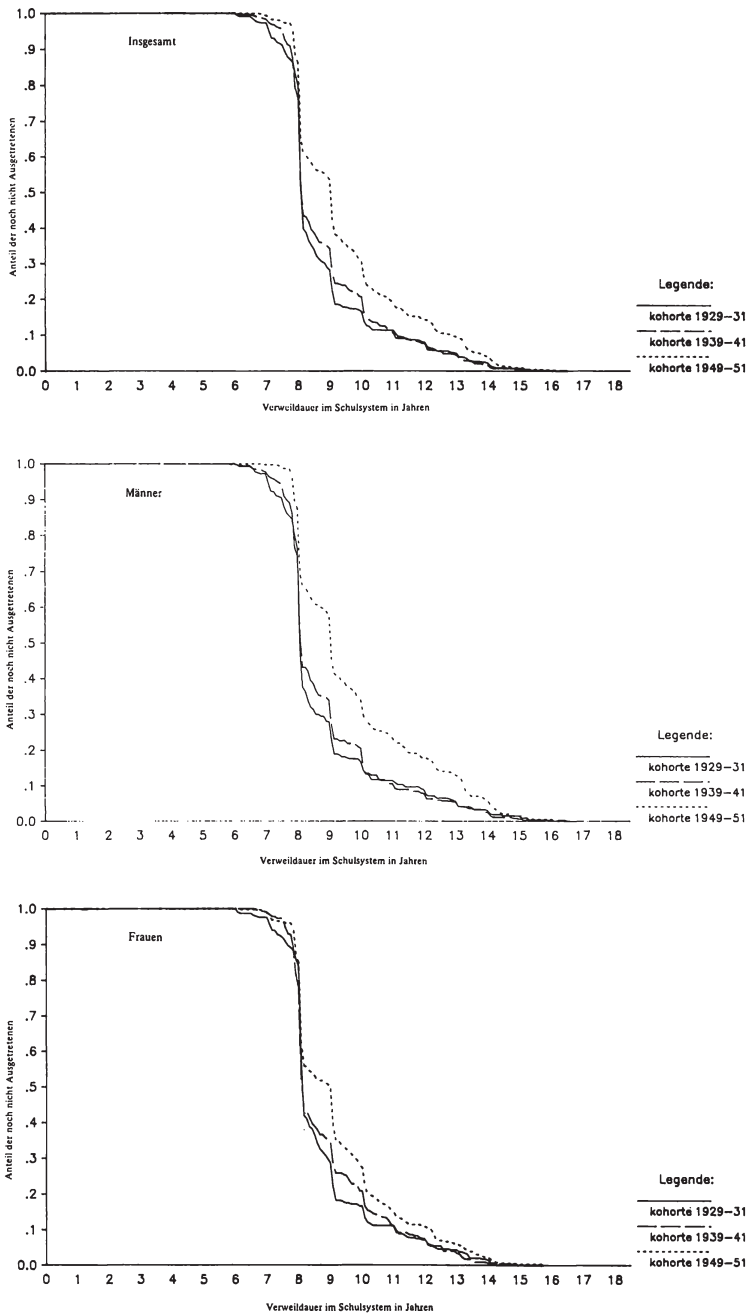 Insgesamt
Anteil der noch nicht Ausgetretenen
1.0
.9
.8
.7
.6
.5
.4
.3
.2
.1
0.0
0 1 2 3 4 5 6 7 8 9 10 11 12 13 14 15 16 17 18
Verweildauer im Schulsystem in Jahren
Legende:
kohorte 1929–31
kohorte 1939–41
kohorte 1949–51
Männer
Anteil der noch nicht Ausgetretenen
1.0
.9
.8
.7
.6
.5
.4
.3
.2
.1
0.0
0 1 2 3 4 5 6 7 8 9 10 11 12 13 14 15 16 17 18
Verweildauer im Schulsystem in Jahren
Legende:
kohorte 1929–31
kohorte 1939–41
kohorte 1949–51
Frauen
Anteil der noch nicht Ausgetretenen
1.0
.9
.8
.7
.6
.5
.4
.3
.2
.1
0.0
0 1 2 3 4 5 6 7 8 9 10 11 12 13 14 15 16 17 18
Verweildauer im Schulsystem in Jahren
Legende:
kohorte 1929–31
kohorte 1939–41
kohorte 1949–51